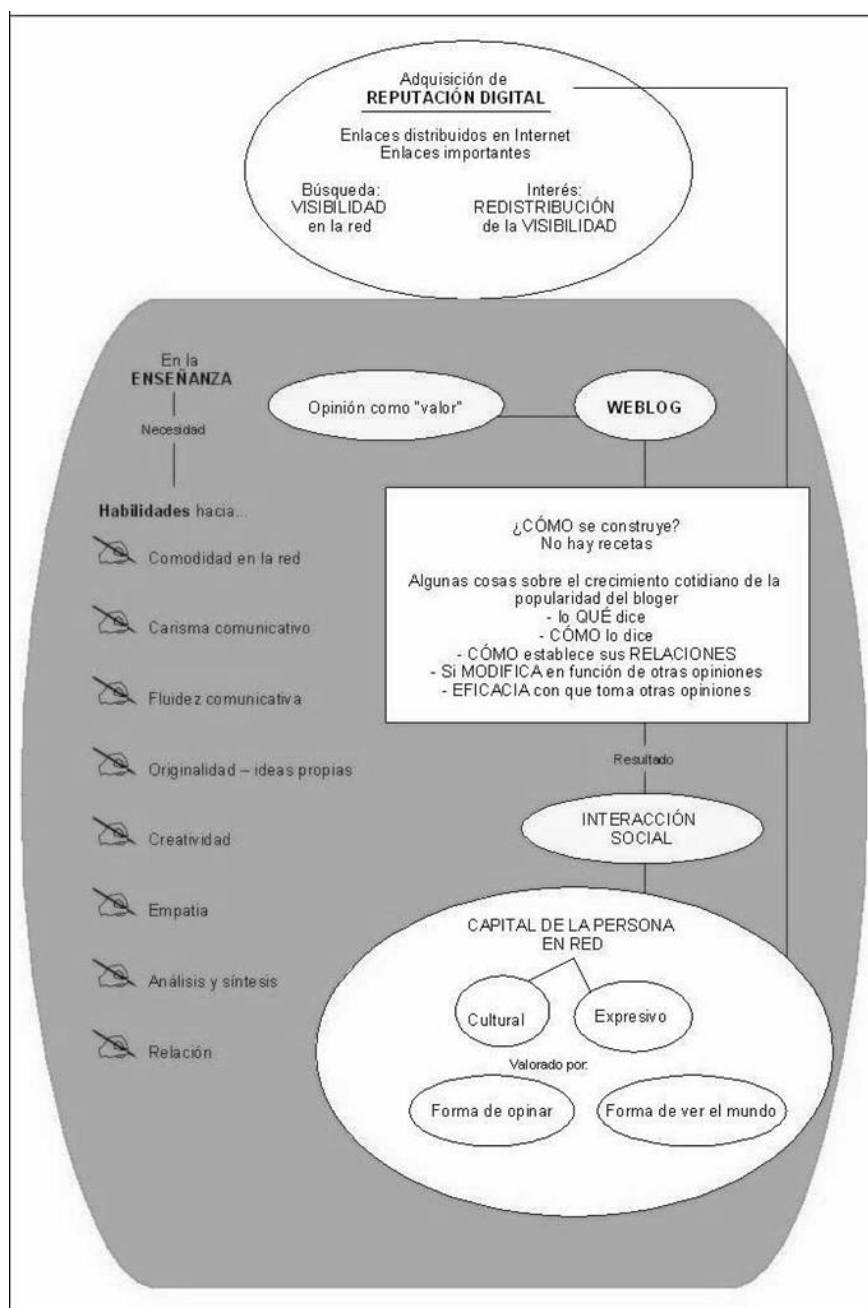 Adquisición de
REPUTACIÓN DIGITAL
Enlaces distribuidos en Internet
Enlaces importantes
Búsqueda:
VISIBILIDAD
en la red
Interés:
REDISTRIBUCIÓN
de la VISIBILIDAD
En la
ENSEÑANZA
Necesidad
Habilidades hacia...
Comodidad en la red
Carisma comunicativo
Fluidez comunicativa
Originalidad – ideas propias
Creatividad
Empatia
Análisis y síntesis
Relación
Opinión como "valor"
WEBLOG
¿CÓMO se construye?
No hay recetas
Algunas cosas sobre el crecimiento cotidiano de la
popularidad del bloger
- lo QUÉ dice
- CÓMO lo dice
- CÓMO establece sus RELACIONES
- Si MODIFICA en función de otras opiniones
- EFICACIA con que toma otras opiniones
Resultado
INTERACCIÓN
SOCIAL
CAPITAL DE LA PERSONA
EN RED
Cultural
Expresivo
Valorado por:
Forma de opinar
Forma de ver el mundo